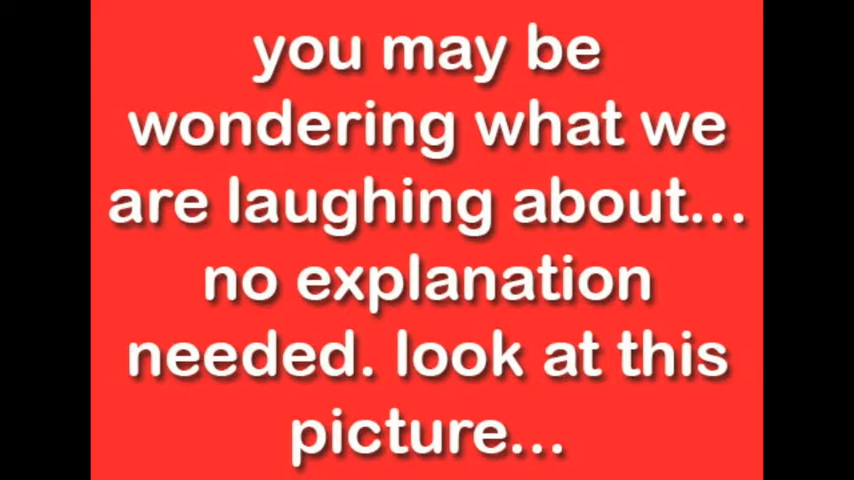 you may be
wondering what we
are laughing about...
no explanation
needed. look at this
picture...